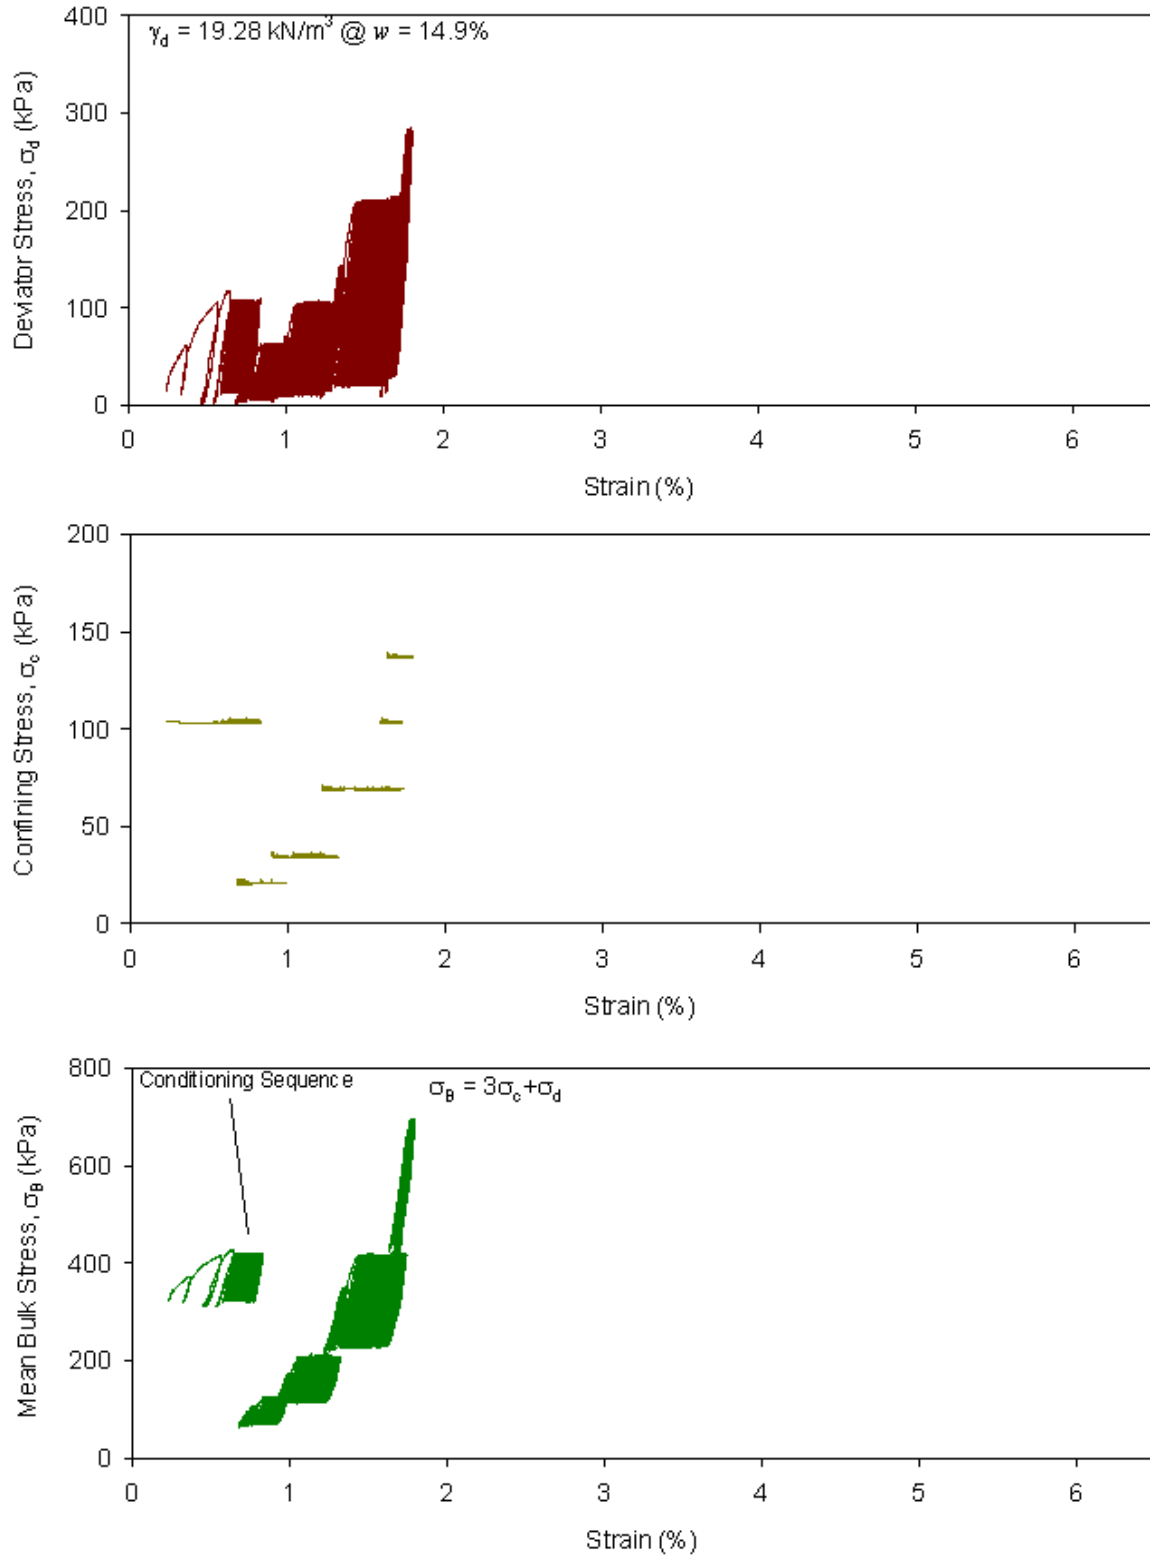 γd = 19.28 kN/m³ @ w = 14.9%
400
300
200
100
0
Deviator Stress, σd (kPa)
0 1 2 3 4 5 6
Strain (%)
200
150
100
50
0
Confining Stress, σc (kPa)
0 1 2 3 4 5 6
Strain (%)
Conditioning Sequence
σB = 3σc+σd
800
600
400
200
0
Mean Bulk Stress, σB (kPa)
0 1 2 3 4 5 6
Strain (%)